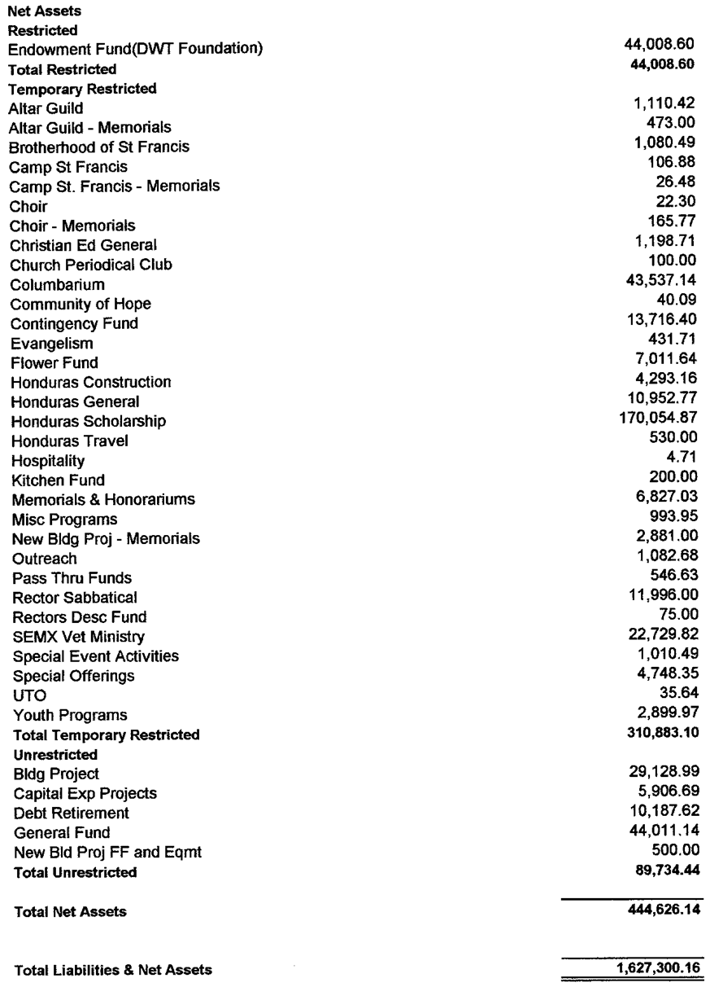 Net Assets
Restricted
Endowment Fund(DWT Foundation) 44,008.60
Total Restricted 44,008.60
Temporary Restricted
Altar Guild 1,110.42
Altar Guild - Memorials 473.00
Brotherhood of St Francis 1,080.49
Camp St Francis 106.88
Camp St. Francis - Memorials 26.48
Choir 22.30
Choir - Memorials 165.77
Christian Ed General 1,198.71
Church Periodical Club 100.00
Columbarium 43,537.14
Community of Hope 40.09
Contingency Fund 13,716.40
Evangelism 431.71
Flower Fund 7,011.64
Honduras Construction 4,293.16
Honduras General 10,952.77
Honduras Scholarship 170,054.87
Honduras Travel 530.00
Hospitality 4.71
Kitchen Fund 200.00
Memorials & Honorariums 6,827.03
Misc Programs 993.95
New Bldg Proj - Memorials 2,881.00
Outreach 1,082.68
Pass Thru Funds 546.63
Rector Sabbatical 11,996.00
Rectors Desc Fund 75.00
SEMX Vet Ministry 22,729.82
Special Event Activities 1,010.49
Special Offerings 4,748.35
UTO 35.64
Youth Programs 2,899.97
Total Temporary Restricted 310,883.10
Unrestricted
Bldg Project 29,128.99
Capital Exp Projects 5,906.69
Debt Retirement 10,187.62
General Fund 44,011.14
New Bld Proj FF and Eqmt 500.00
Total Unrestricted 89,734.44
Total Net Assets 444,626.14
Total Liabilities & Net Assets 1,627,300.16